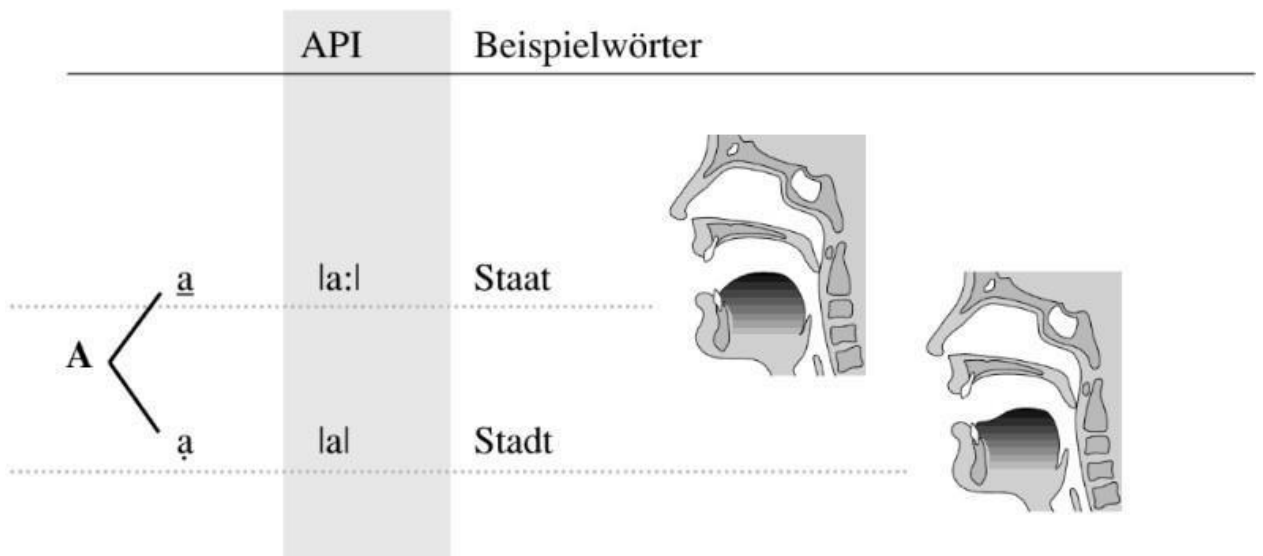 API Beispielwörter
a̲ |a:| Staat
A
ạ |a| Stadt